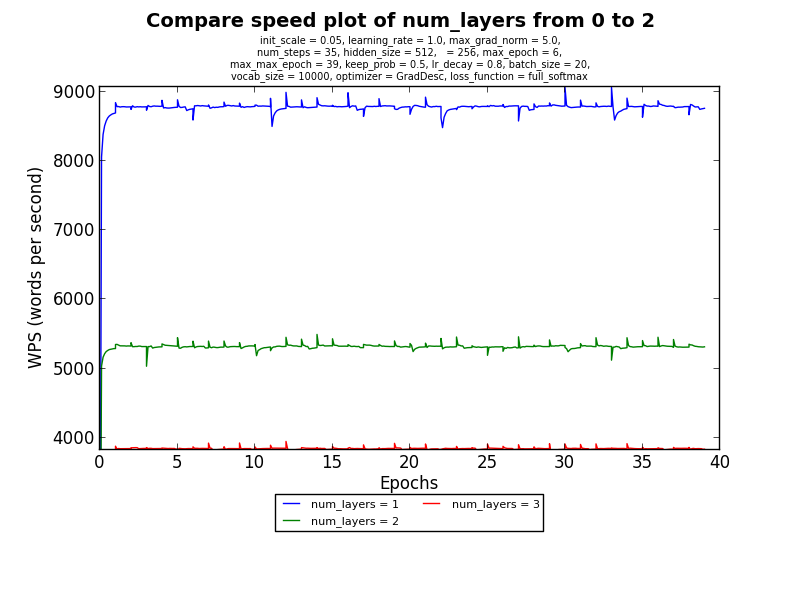 Compare speed plot of num_layers from 0 to 2
init_scale = 0.05, learning_rate = 1.0, max_grad_norm = 5.0,
num_steps = 35, hidden_size = 512,   = 256, max_epoch = 6,
max_max_epoch = 39, keep_prob = 0.5, lr_decay = 0.8, batch_size = 20,
vocab_size = 10000, optimizer = GradDesc, loss_function = full_softmax
9000
8000
7000
6000
5000
4000
WPS (words per second)
0 5 10 15 20 25 30 35 40
Epochs
num_layers = 1 num_layers = 3
num_layers = 2